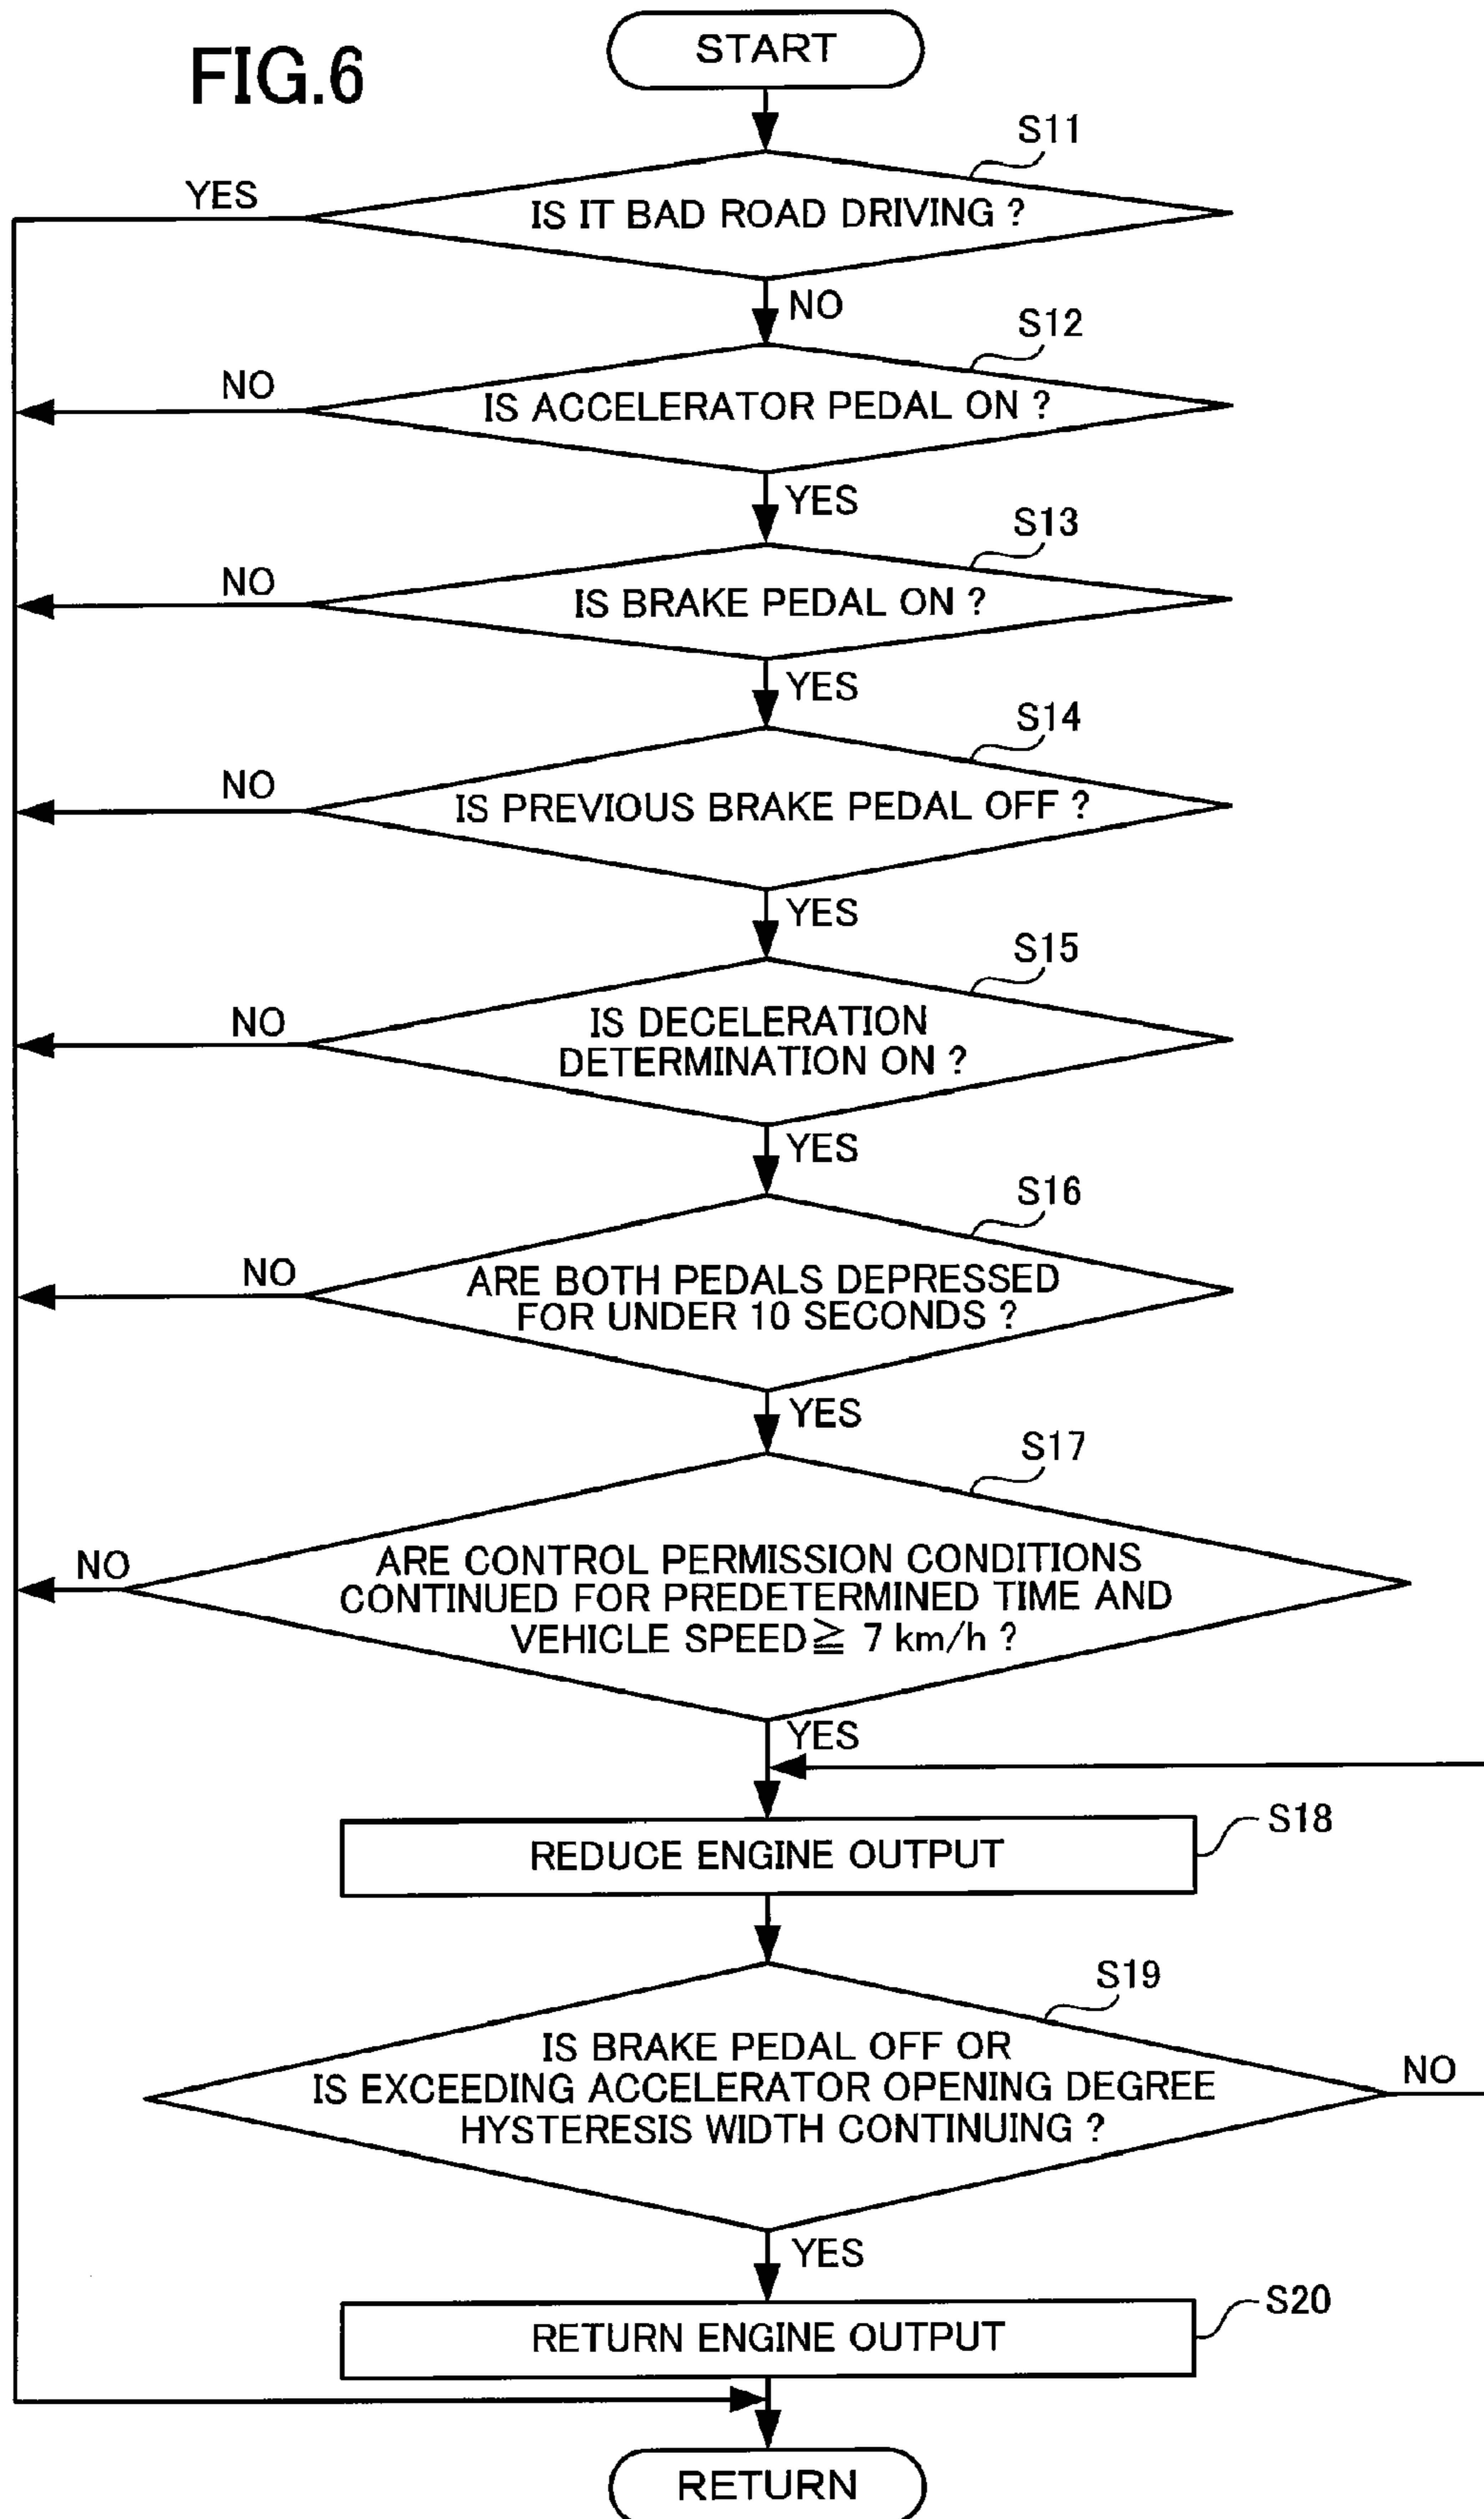 FIG.6
START
S11
YES
IS IT BAD ROAD DRIVING ?
NO
S12
NO
IS ACCELERATOR PEDAL ON ?
YES
S13
NO
IS BRAKE PEDAL ON ?
YES
S14
NO
IS PREVIOUS BRAKE PEDAL OFF ?
YES
S15
NO
IS DECELERATION
DETERMINATION ON ?
YES
S16
NO
ARE BOTH PEDALS DEPRESSED
FOR UNDER 10 SECONDS ?
YES
S17
NO
ARE CONTROL PERMISSION CONDITIONS
CONTINUED FOR PREDETERMINED TIME AND
VEHICLE SPEED≧ 7 km/h ?
YES
S18
REDUCE ENGINE OUTPUT
S19
IS BRAKE PEDAL OFF OR
IS EXCEEDING ACCELERATOR OPENING DEGREE
HYSTERESIS WIDTH CONTINUING ?
NO
YES
S20
RETURN ENGINE OUTPUT
RETURN